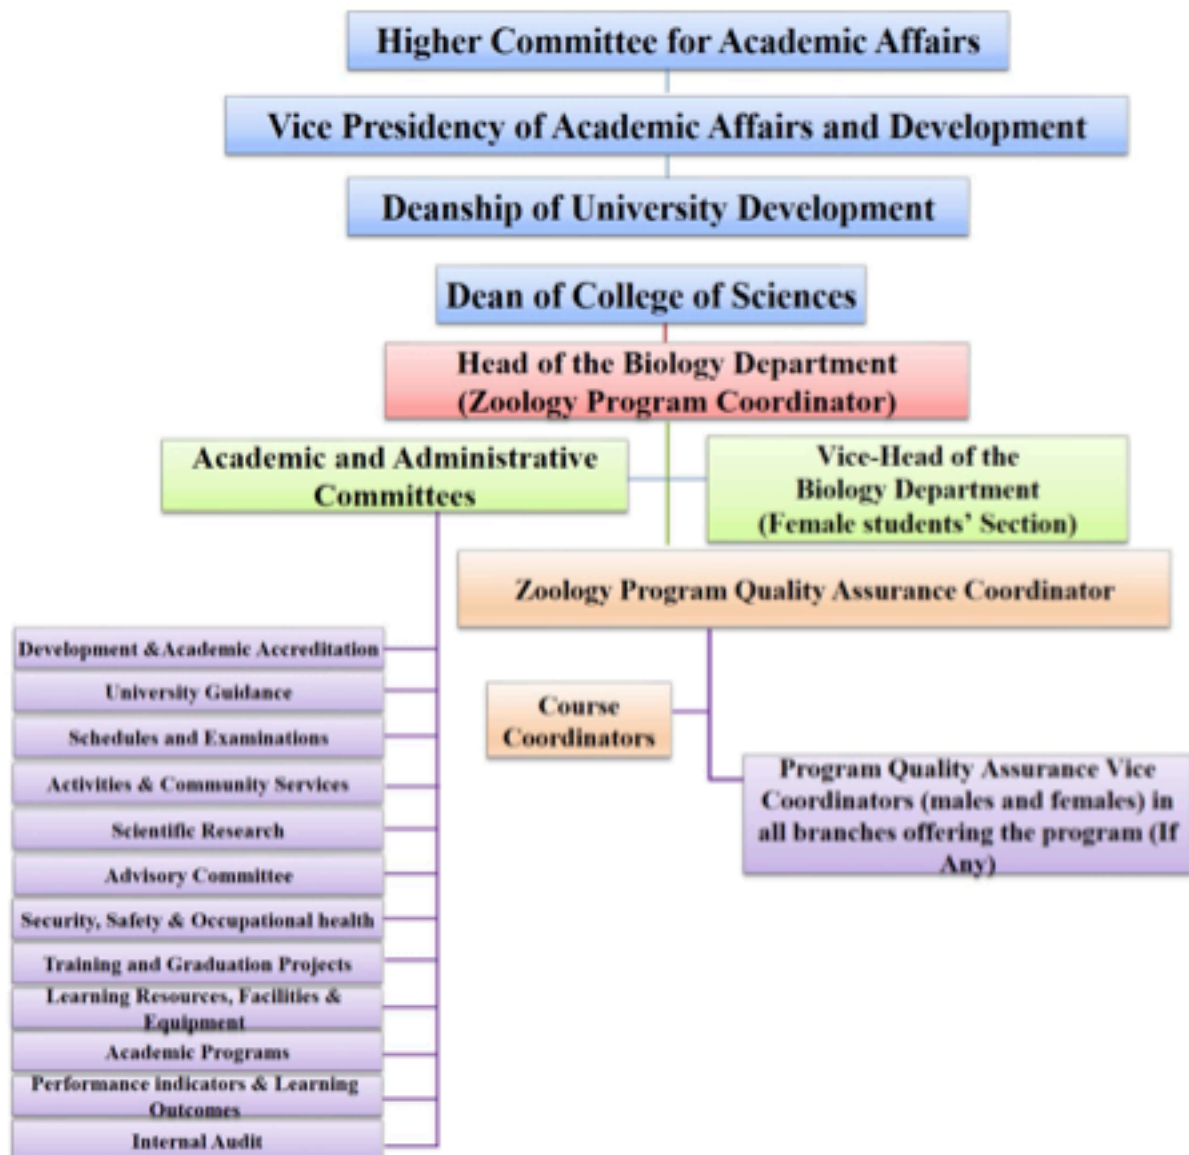 Higher Committee for Academic Affairs
Vice Presidency of Academic Affairs and Development
Deanship of University Development
Dean of College of Sciences
Head of the Biology Department
(Zoology Program Coordinator)
Academic and Administrative
Committees
Vice-Head of the
Biology Department
(Female students’ Section)
Zoology Program Quality Assurance Coordinator
Development &Academic Accreditation
University Guidance
Schedules and Examinations
Activities & Community Services
Scientific Research
Advisory Committee
Security, Safety & Occupational health
Training and Graduation Projects
Learning Resources, Facilities &
Equipment
Academic Programs
Performance indicators & Learning
Outcomes
Internal Audit
Course
Coordinators
Program Quality Assurance Vice
Coordinators (males and females) in
all branches offering the program (If
Any)